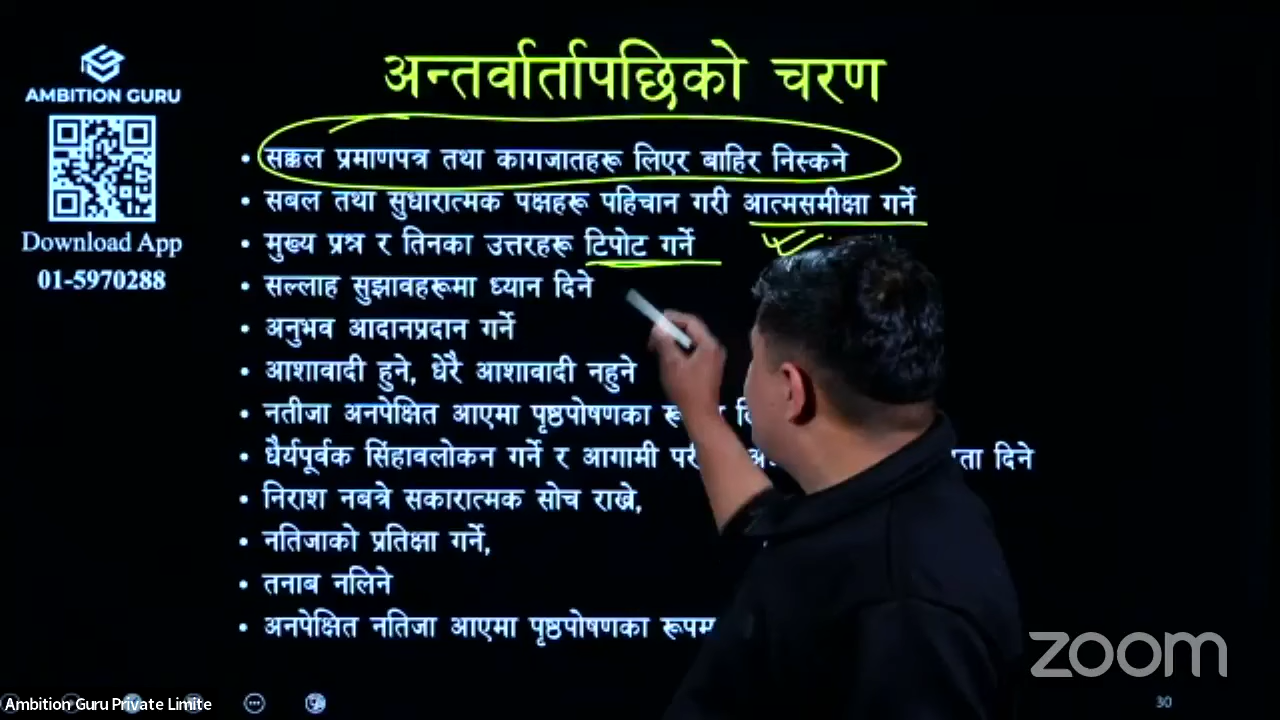 AMBITION GURU
Download App
01-5970288
अन्तर्वार्तापछिको चरण
• सक्कल प्रमाणपत्र तथा कागजातहरू लिएर बाहिर निस्कने
• सबल तथा सुधारात्मक पक्षहरू पहिचान गरी आत्मसमीक्षा गर्ने
• मुख्य प्रश्न र तिनका उत्तरहरू टिपोट गर्ने
• सल्लाह सुझावहरूमा ध्यान दिने
• अनुभव आदानप्रदान गर्ने
• आशावादी हुने, धेरै आशावादी नहुने
• नतीजा अनपेक्षित आएमा पृष्ठपोषणका
• धैर्यपूर्वक सिंहावलोकन गर्ने र आगामी दिने
• निराश नबन्ने सकारात्मक सोच राख्ने,
• नतिजाको प्रतिक्षा गर्ने,
• तनाब नलिने
• अनपेक्षित नतिजा आएमा पृष्ठपोषणका
zoom
Ambition Guru Private Limite
30